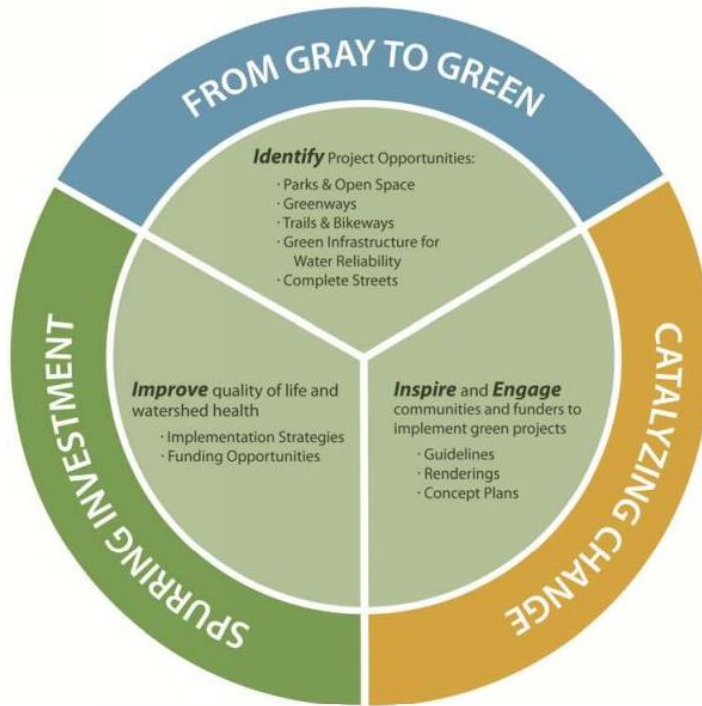 FROM GRAY TO GREEN
Identify Project Opportunities:
· Parks & Open Space
· Greenways
· Trails & Bikeways
· Green Infrastructure for
Water Reliability
· Complete Streets
CATALYZING CHANGE
Inspire and Engage
communities and funders to
implement green projects
· Guidelines
· Renderings
· Concept Plans
SPURRING INVESTMENT
Improve quality of life and
watershed health
· Implementation Strategies
· Funding Opportunities